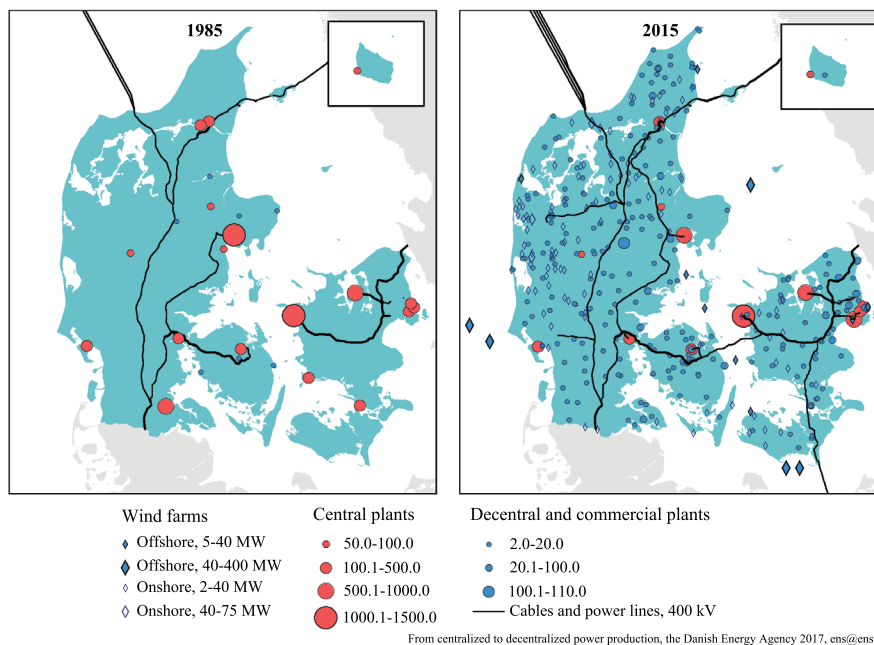 1985
2015
Wind farms
Offshore, 5-40 MW
Offshore, 40-400 MW
Onshore, 2-40 MW
Onshore, 40-75 MW
Central plants
50.0-100.0
100.1-500.0
500.1-1000.0
1000.1-1500.0
Decentral and commercial plants
2.0-20.0
20.1-100.0
100.1-110.0
Cables and power lines, 400 kV
From centralized to decentralized power production, the Danish Energy Agency 2017, ens@ens